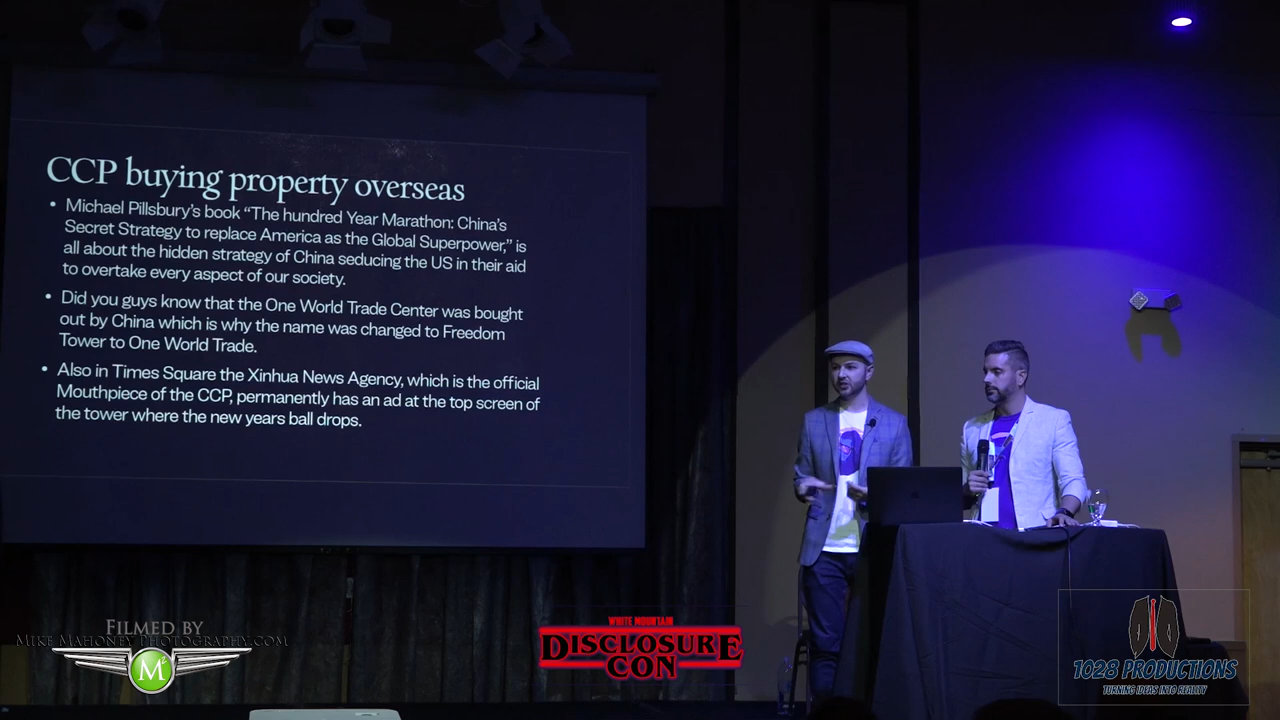 CCP buying property overseas
• Michael Pillsbury's book “The hundred Year Marathon: China's
Secret Strategy to replace America as the Global Superpower,” is
all about the hidden strategy of China seducing the US in their aid
to overtake every aspect of our society.
• Did you guys know that the One World Trade Center was bought
out by China which is why the name was changed to Freedom
Tower to One World Trade.
• Also in Times Square the Xinhua News Agency, which is the official
Mouthpiece of the CCP, permanently has an ad at the top screen of
the tower where the new years ball drops.
FILMED BY
MIKE MAHONEY PHOTOGRAPHY.COM
M2
WHITE MOUNTAIN
DISCLOSURE
CON
1028 PRODUCTIONS
TURNING IDEAS INTO REALITY